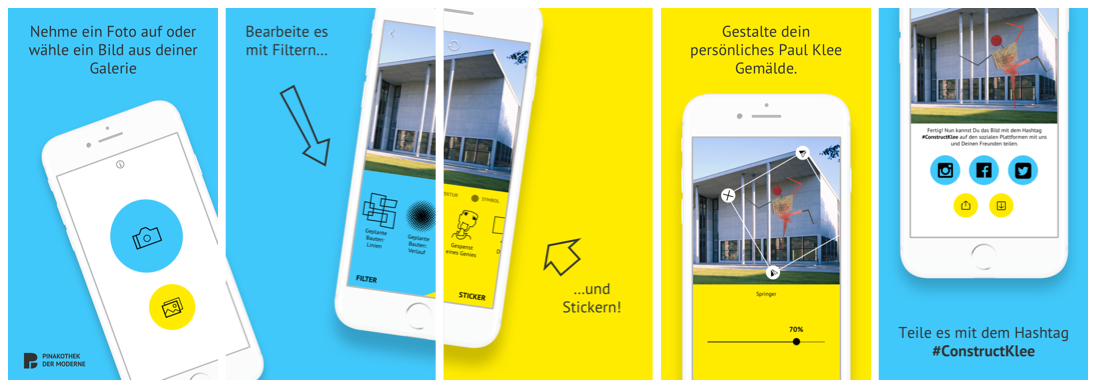 Nehme ein Foto auf oder
wähle ein Bild aus deiner
Galerie
PINAKOTHEK
DER MODERNE
Bearbeite es
mit Filtern...
Geplante
Bauten:
Linien
Geplante
Bauten:
Verlauf
FILTER
SYMBOL
Gespenst
eines Genies
STICKER
...und
Stickern!
Gestalte dein
persönliches Paul Klee
Gemälde.
Springer
70%
Fertig! Nun kannst Du das Bild mit dem Hashtag
#ConstructKlee auf den sozialen Plattformen mit uns
und Deinen Freunden teilen.
Teile es mit dem Hashtag
#ConstructKlee